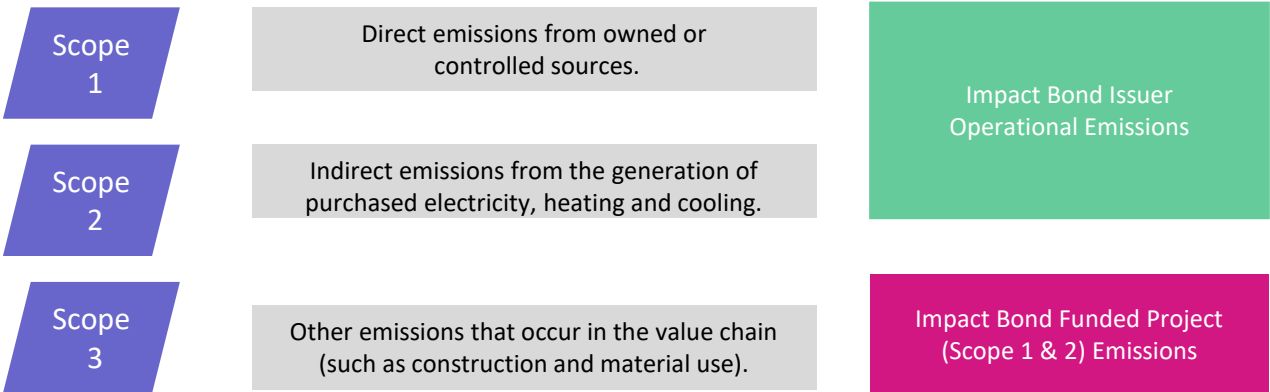 Scope
1
Direct emissions from owned or
controlled sources.
Impact Bond Issuer
Operational Emissions
Scope
2
Indirect emissions from the generation of
purchased electricity, heating and cooling.
Scope
3
Other emissions that occur in the value chain
(such as construction and material use).
Impact Bond Funded Project
(Scope 1 & 2) Emissions